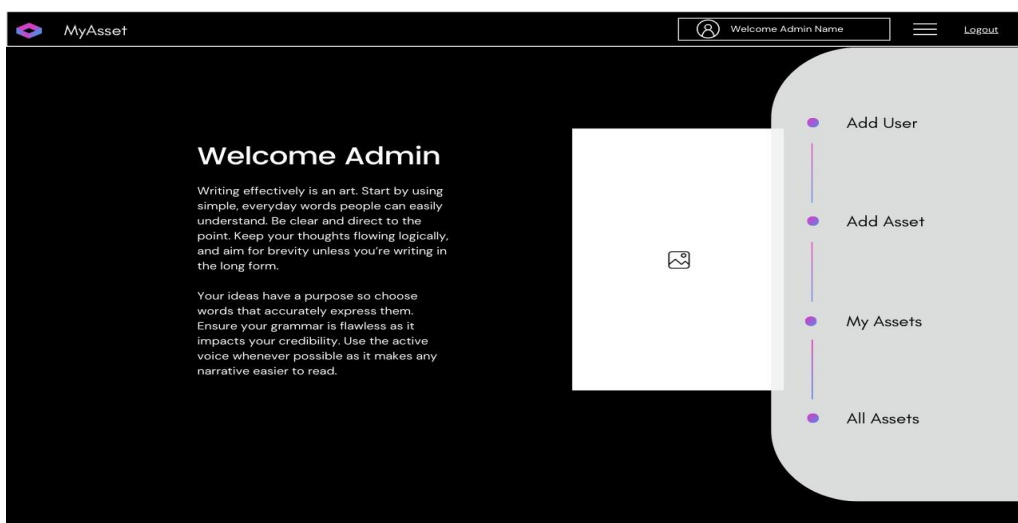 MyAsset
Welcome Admin Name
Logout
Welcome Admin
Writing effectively is an art. Start by using
simple, everyday words people can easily
understand. Be clear and direct to the
point. Keep your thoughts flowing logically,
and aim for brevity unless you're writing in
the long form.
Your ideas have a purpose so choose
words that accurately express them.
Ensure your grammar is flawless as it
impacts your credibility. Use the active
voice whenever possible as it makes any
narrative easier to read.
Add User
Add Asset
My Assets
All Assets